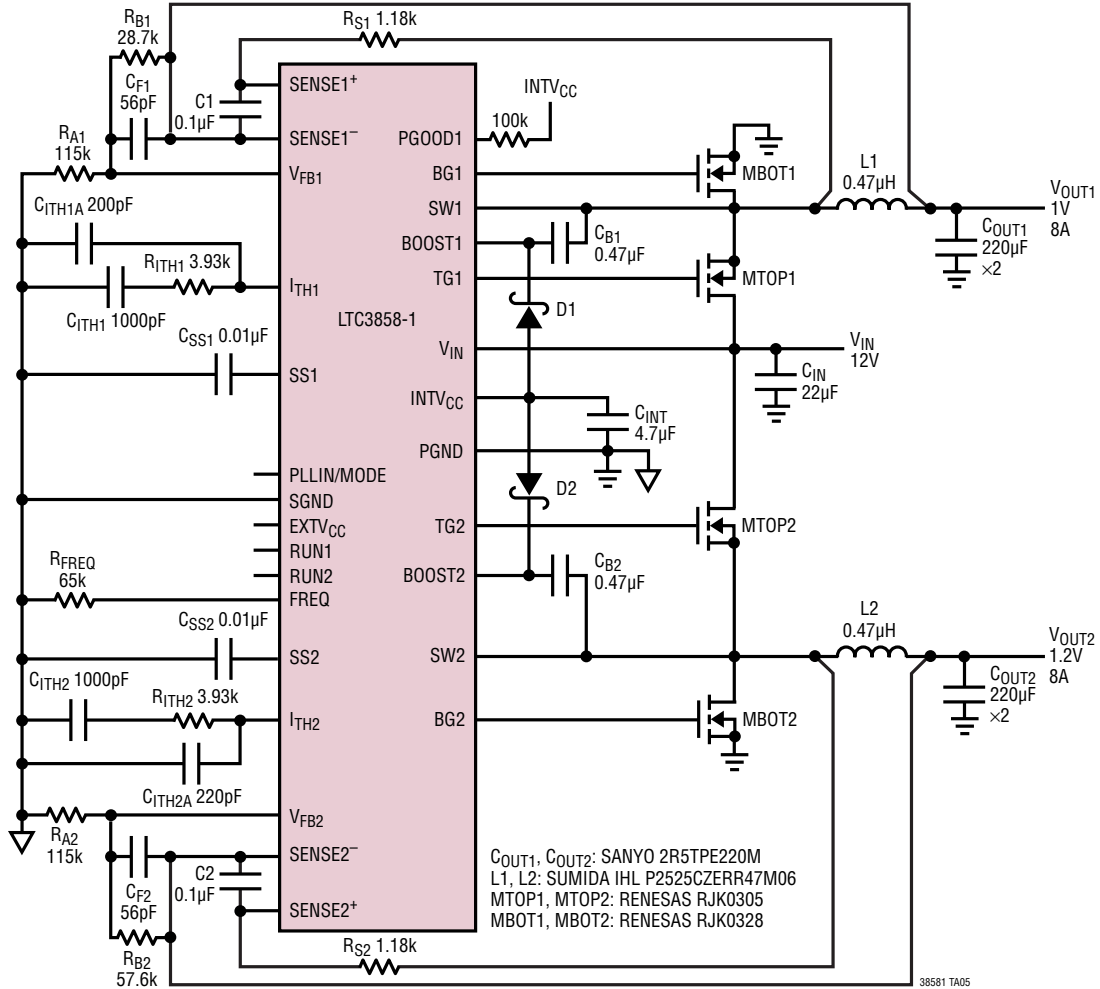 RB1
28.7k
CF1
56pF
RA1
115k
C1
0.1µF
RS1 1.18k
CITH1A 200pF
RITH1 3.93k
CITH1 1000pF
CSS1 0.01µF
RFREQ
65k
CSS2 0.01µF
CITH2 1000pF
RITH2 3.93k
CITH2A 220pF
RA2
115k
CF2
56pF
RB2
57.6k
C2
0.1µF
RS2 1.18k
SENSE1+
SENSE1–
VFB1
ITH1
SS1
PLLIN/MODE
SGND
EXTVCC
RUN1
RUN2
FREQ
SS2
ITH2
VFB2
SENSE2–
SENSE2+
LTC3858-1
PGOOD1
BG1
SW1
BOOST1
TG1
VIN
INTVCC
PGND
TG2
BOOST2
SW2
BG2
INTVCC
100k
MBOT1
L1
0.47µH
VOUT1
1V
8A
COUT1
220µF
×2
CB1
0.47µF
MTOP1
D1
VIN
12V
CIN
22µF
CINT
4.7µF
D2
MTOP2
CB2
0.47µF
L2
0.47µH
VOUT2
1.2V
8A
COUT2
220µF
×2
MBOT2
COUT1, COUT2: SANYO 2R5TPE220M
L1, L2: SUMIDA IHL P2525CZERR47M06
MTOP1, MTOP2: RENESAS RJK0305
MBOT1, MBOT2: RENESAS RJK0328
38581 TA05